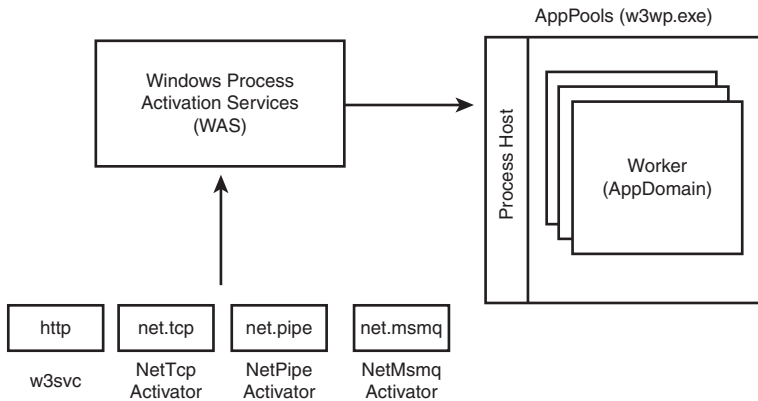 AppPools (w3wp.exe)
Windows Process
Activation Services
(WAS)
Process Host
Worker
(AppDomain)
http
net.tcp
net.pipe
net.msmq
w3svc
NetTcp
Activator
NetPipe
Activator
NetMsmq
Activator